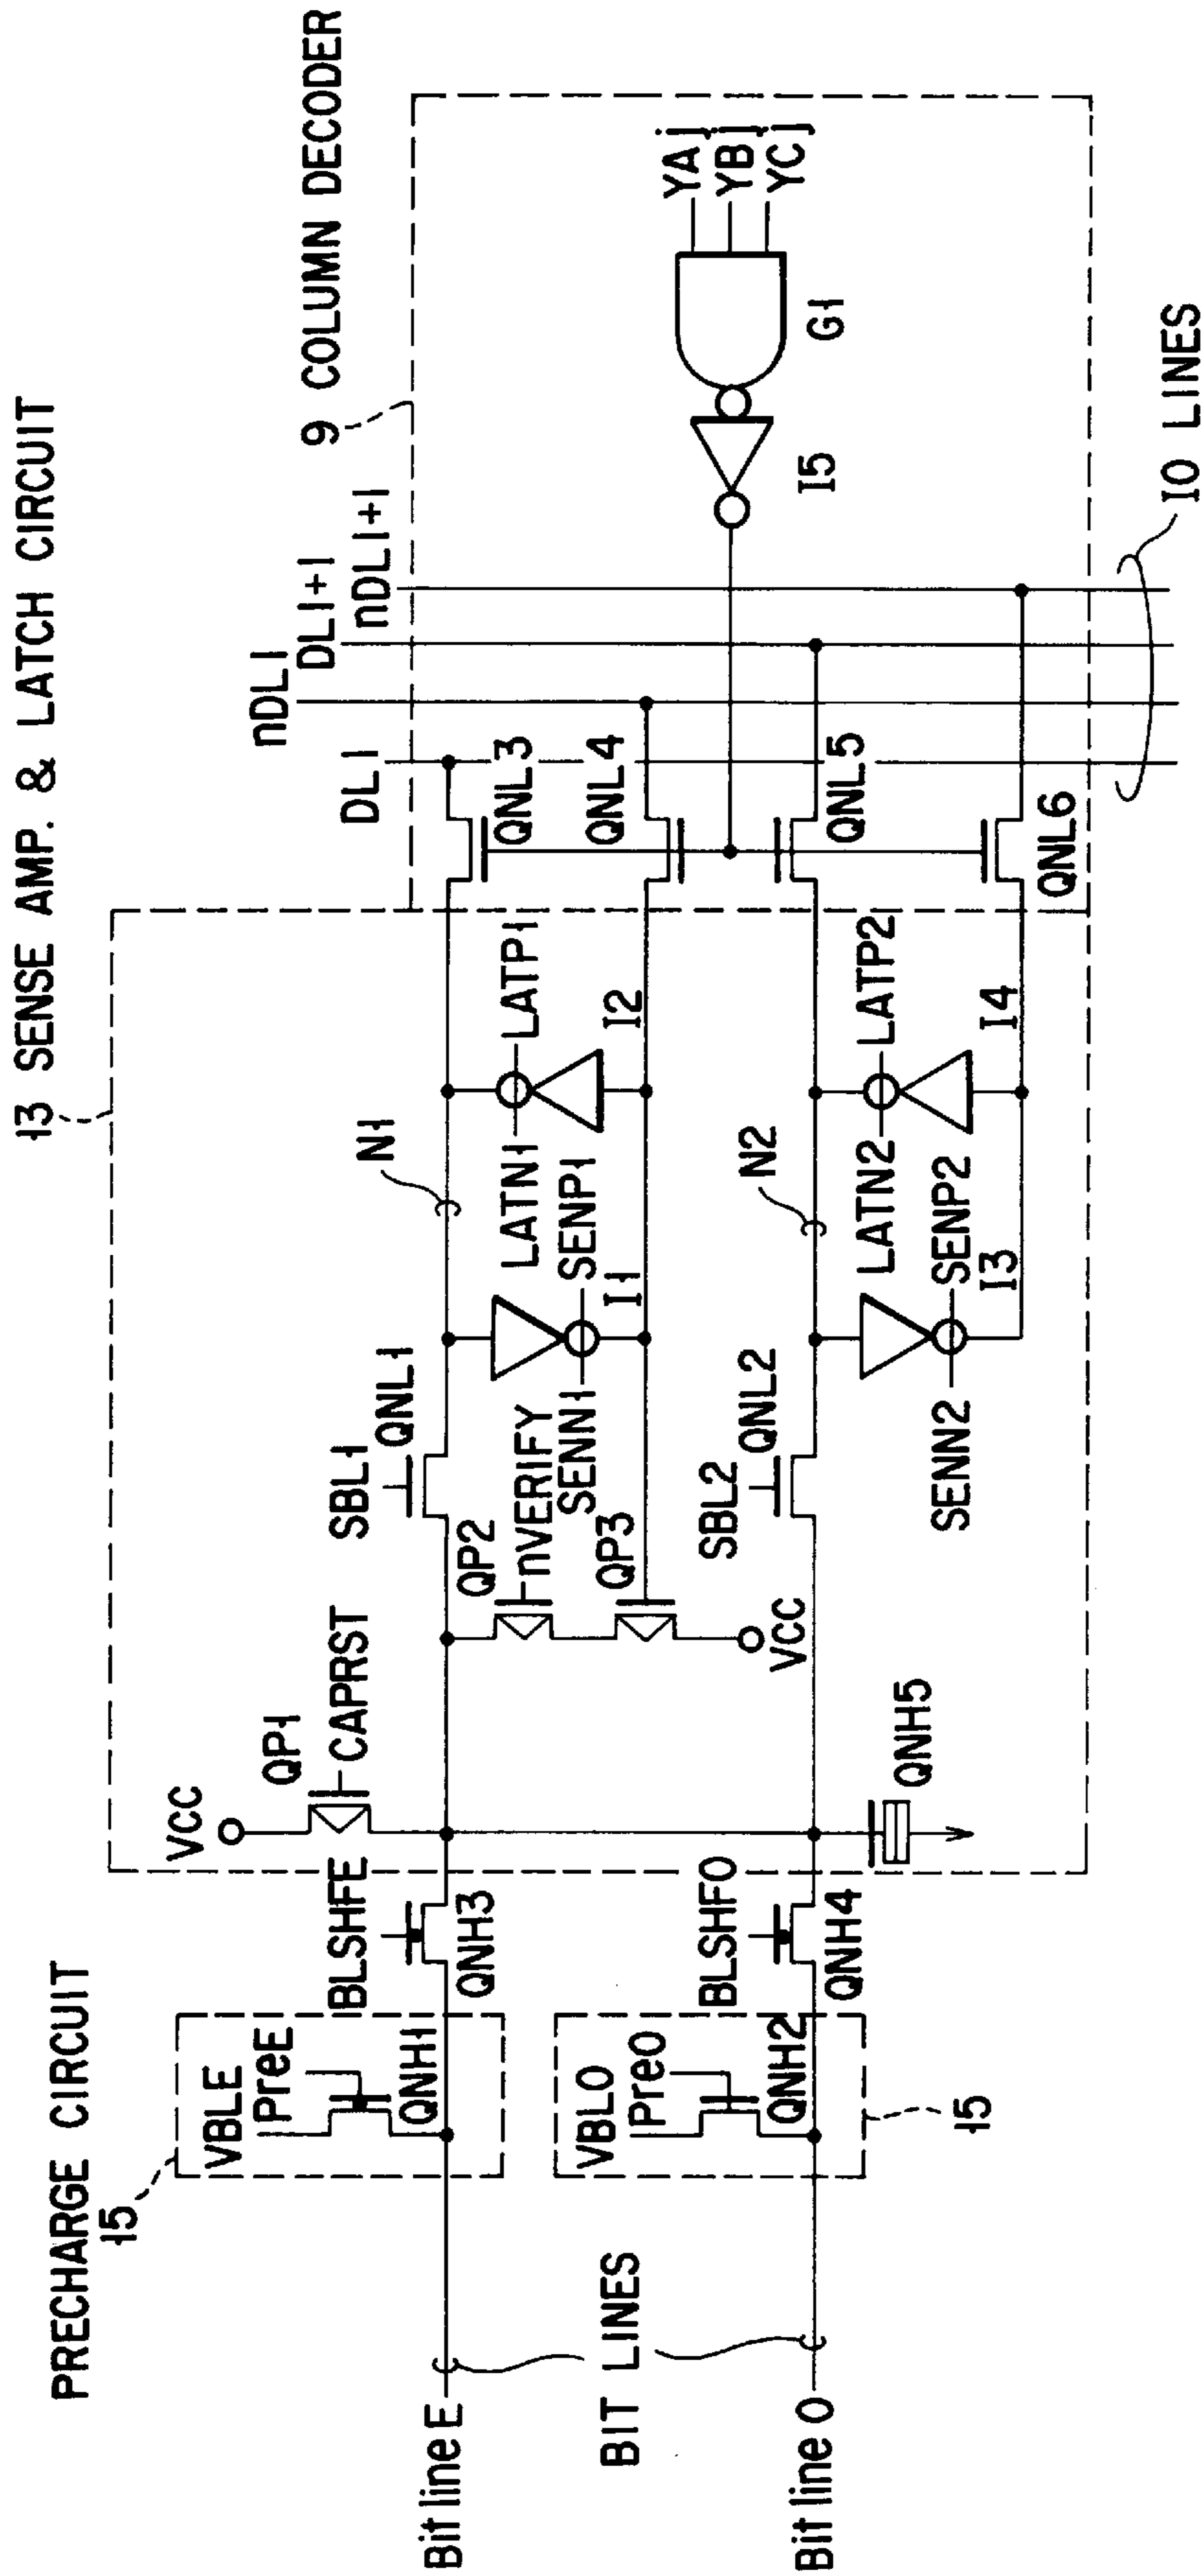 13 SENSE AMP. & LATCH CIRCUIT
9 COLUMN DECODER
PRECHARGE CIRCUIT
15
VCC
QP1
CAPRST
BLSHFE
QNH3
VBLE
PreE
QNH1
Bit line E
BIT LINES
SBL1
QNL1
QP2
nVERIFY
QP3
VCC
N1
LATN1
LATP1
I2
SENN1
SENP1
I1
DLI
nDLI
DLI+1
nDLI+1
QNL3
QNL4
QNL5
QNL6
YAj
YBj
YCj
G1
I5
IO LINES
VBLO
PreO
QNH2
15
BLSHFO
QNH4
Bit line O
QNH5
SBL2
QNL2
N2
LATN2
LATP2
I4
SENN2
SENP2
I3